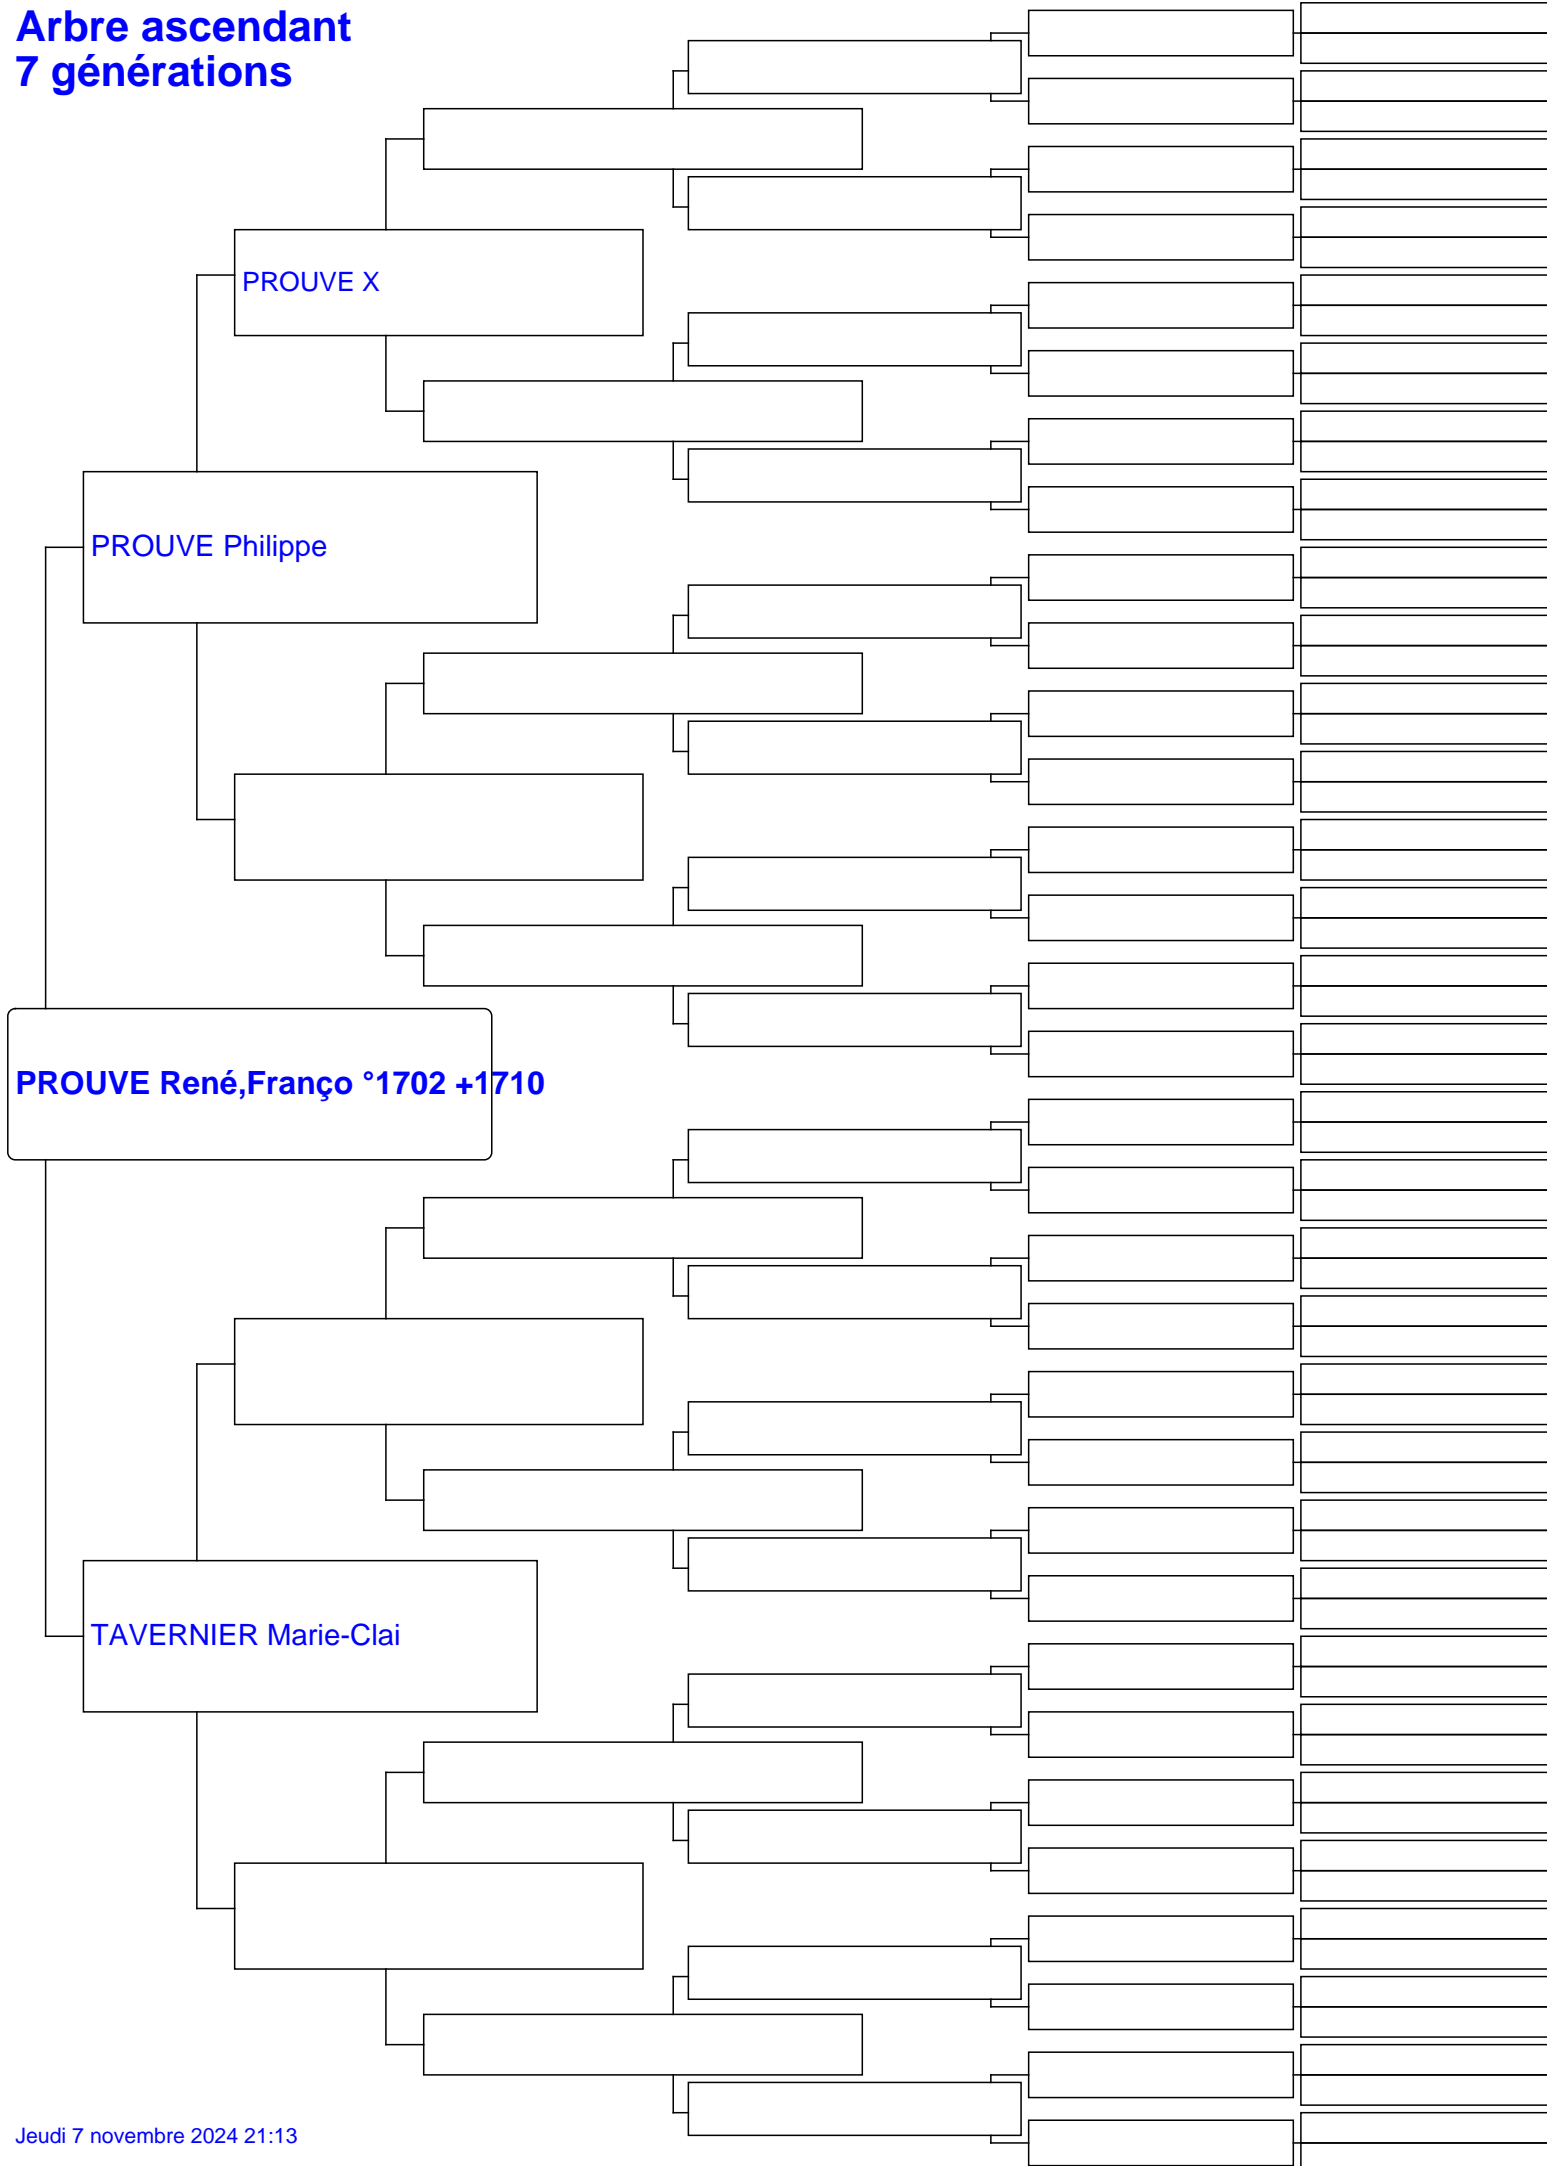 Arbre ascendant
7 générations
PROUVE X
PROUVE Philippe
PROUVE René,Franço °1702 +1710
TAVERNIER Marie-Clai
Jeudi 7 novembre 2024 21:13